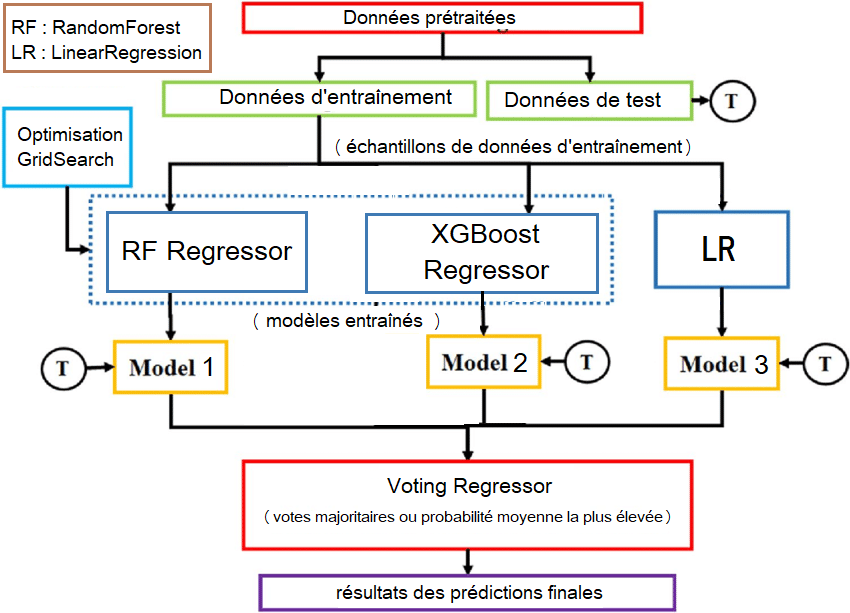 Données prétraitées
RF : RandomForest
LR : LinearRegression
Données d'entraînement
Données de test
T
Optimisation
GridSearch
( échantillons de données d'entraînement)
RF Regressor
XGBoost
Regressor
LR
( modèles entraînés )
T
Model 1
Model 2
T
Model 3
T
Voting Regressor
( votes majoritaires ou probabilité moyenne la plus élevée)
résultats des prédictions finales